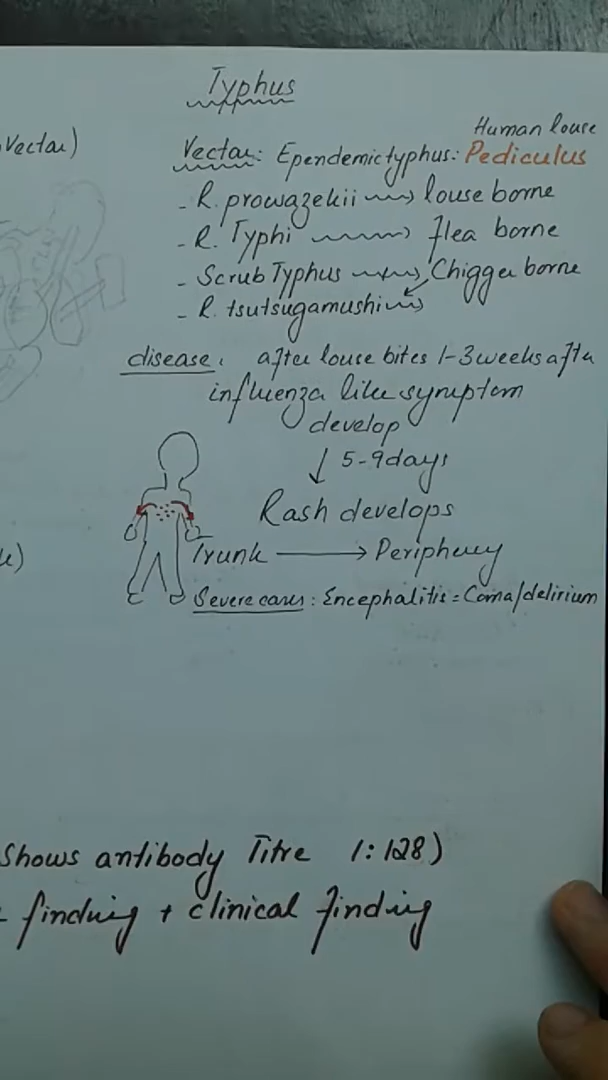 Typhus
Vectar)
Human louse
Vectar: Ependemic typhus: Pediculus
- R. prowazekii → louse borne
- R. Typhi → flea borne
- Scrub Typhus → Chigger borne
- R. tsutsugamushi →
disease: after louse bites 1-3 weeks after
influenza like symptom
develop
↓ 5-9 days
Rash develops
Trunk → Periphery
Severe cases: Encephalitis = Coma/delirium
Shows antibody Titre 1:128)
- finding + clinical finding